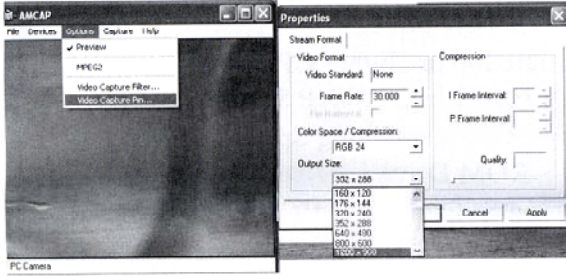 AMCAP
File Devices Options Capture Help
Preview
MPEG2
Video Capture Filter...
Video Capture Pin...
PC Camera
Properties
Stream Format
Video Format
Video Standard: None
Frame Rate: 30.000
Flip Horizontal:
Color Space / Compression:
RGB 24
Output Size:
352 x 288
160 x 120
176 x 144
320 x 240
352 x 288
640 x 480
800 x 600
Compression
I Frame Interval:
P Frame Interval:
Quality:
Cancel
Apply